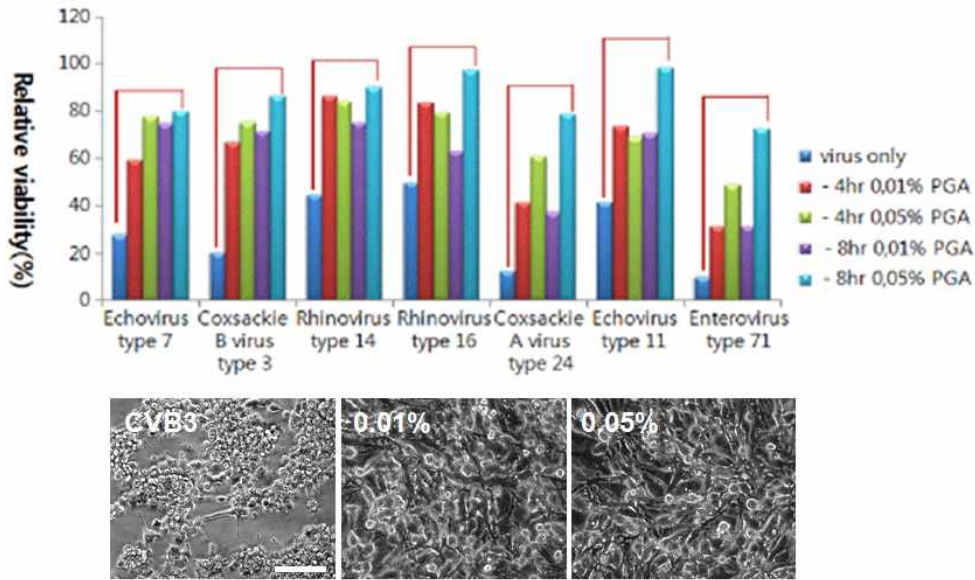 120
100
80
60
40
20
0
Relative viability(%)
Echovirus type 7
Coxsackie B virus type 3
Rhinovirus type 14
Rhinovirus type 16
Coxsackie A virus type 24
Echovirus type 11
Enterovirus type 71
virus only
- 4hr 0,01% PGA
- 4hr 0,05% PGA
- 8hr 0,01% PGA
- 8hr 0,05% PGA
CVB3
0.01%
0.05%